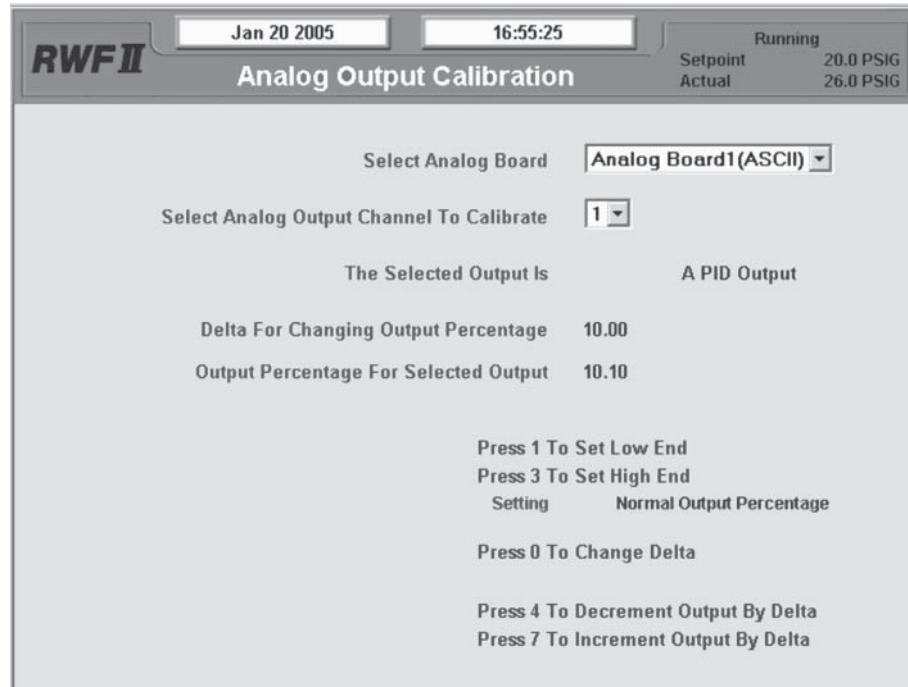 RWF II
Jan 20 2005
16:55:25
Analog Output Calibration
Running
Setpoint 20.0 PSIG
Actual 26.0 PSIG
Select Analog Board Analog Board1(ASCII)
Select Analog Output Channel To Calibrate 1
The Selected Output Is A PID Output
Delta For Changing Output Percentage 10.00
Output Percentage For Selected Output 10.10
Press 1 To Set Low End
Press 3 To Set High End
Setting Normal Output Percentage
Press 0 To Change Delta
Press 4 To Decrement Output By Delta
Press 7 To Increment Output By Delta